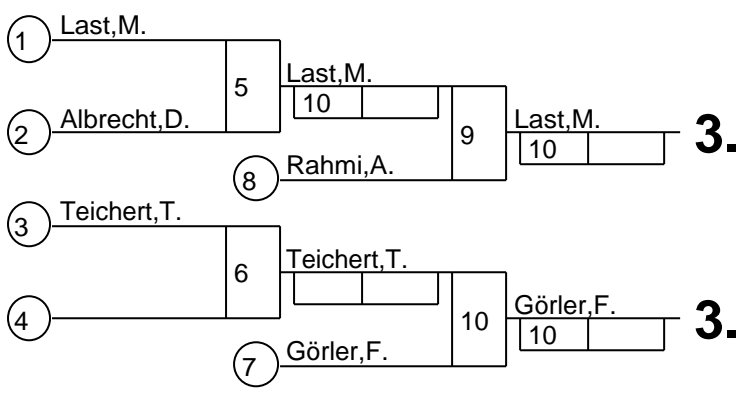 1 Last,M.
5 Last,M.
10
2 Albrecht,D.
9 Last,M. 3.
10
8 Rahmi,A.
3 Teichert,T.
6 Teichert,T.
4
10 Görler,F. 3.
10
7 Görler,F.